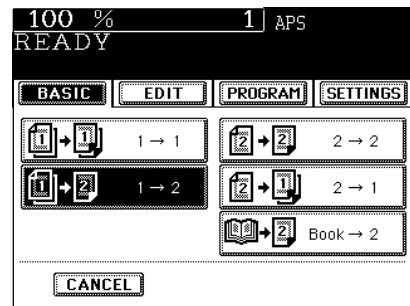 100 % 1 APS
READY
BASIC EDIT PROGRAM SETTINGS
1 → 1 2 → 2
1 → 2 2 → 1
Book → 2
CANCEL